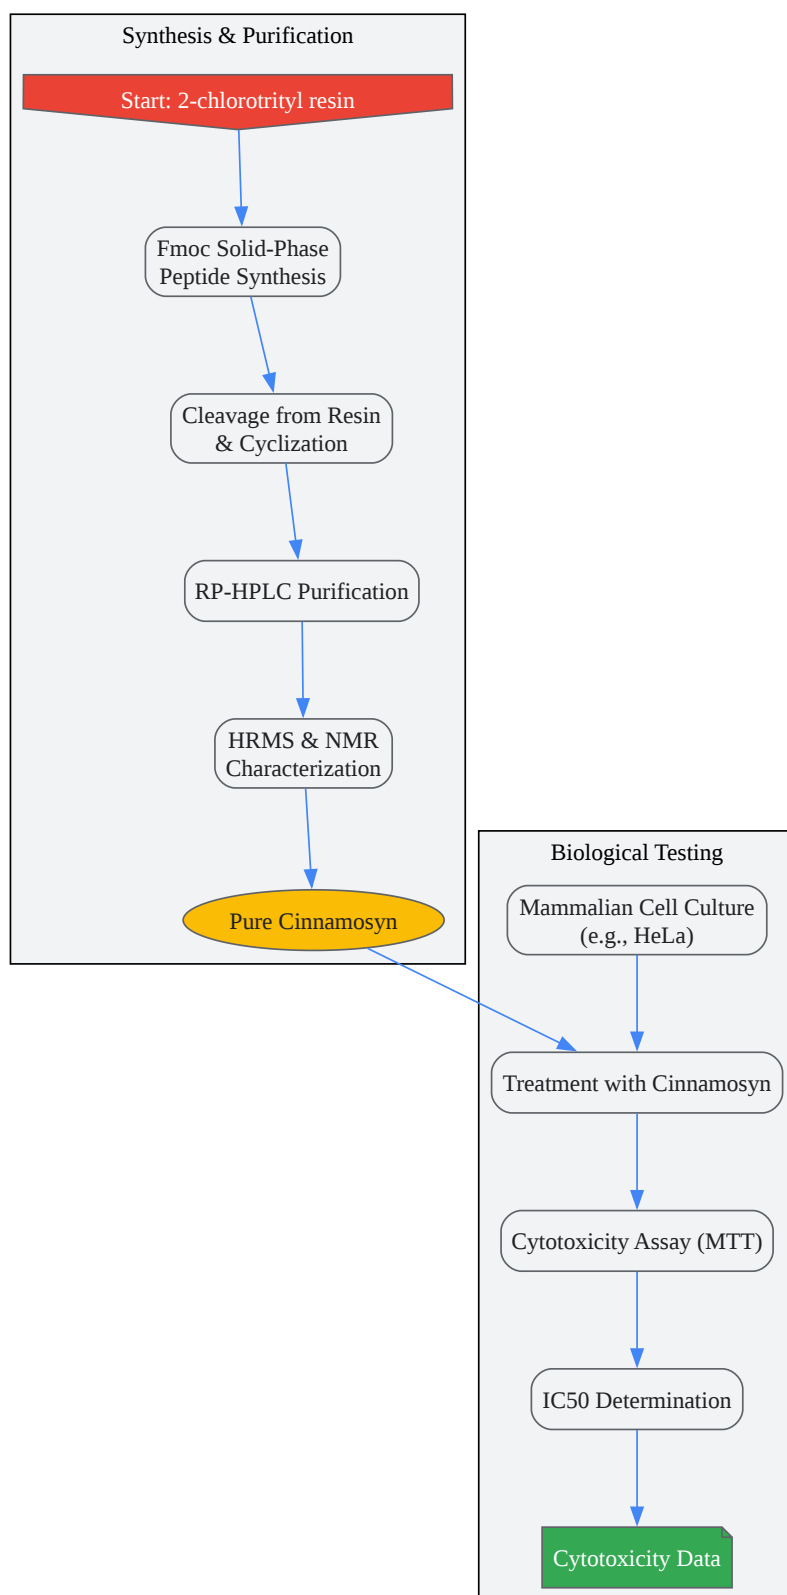 Synthesis & Purification
Start: 2-chlorotrityl resin
Fmoc Solid-Phase
Peptide Synthesis
Cleavage from Resin
& Cyclization
RP-HPLC Purification
HRMS & NMR
Characterization
Pure Cinnamosyn
Biological Testing
Mammalian Cell Culture
(e.g., HeLa)
Treatment with Cinnamosyn
Cytotoxicity Assay (MTT)
IC50 Determination
Cytotoxicity Data